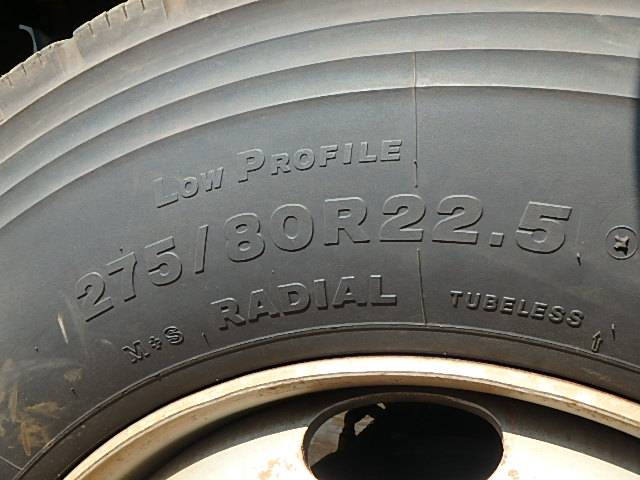 LOW PROFILE
275/80R22.5
M+S RADIAL TUBELESS ↑